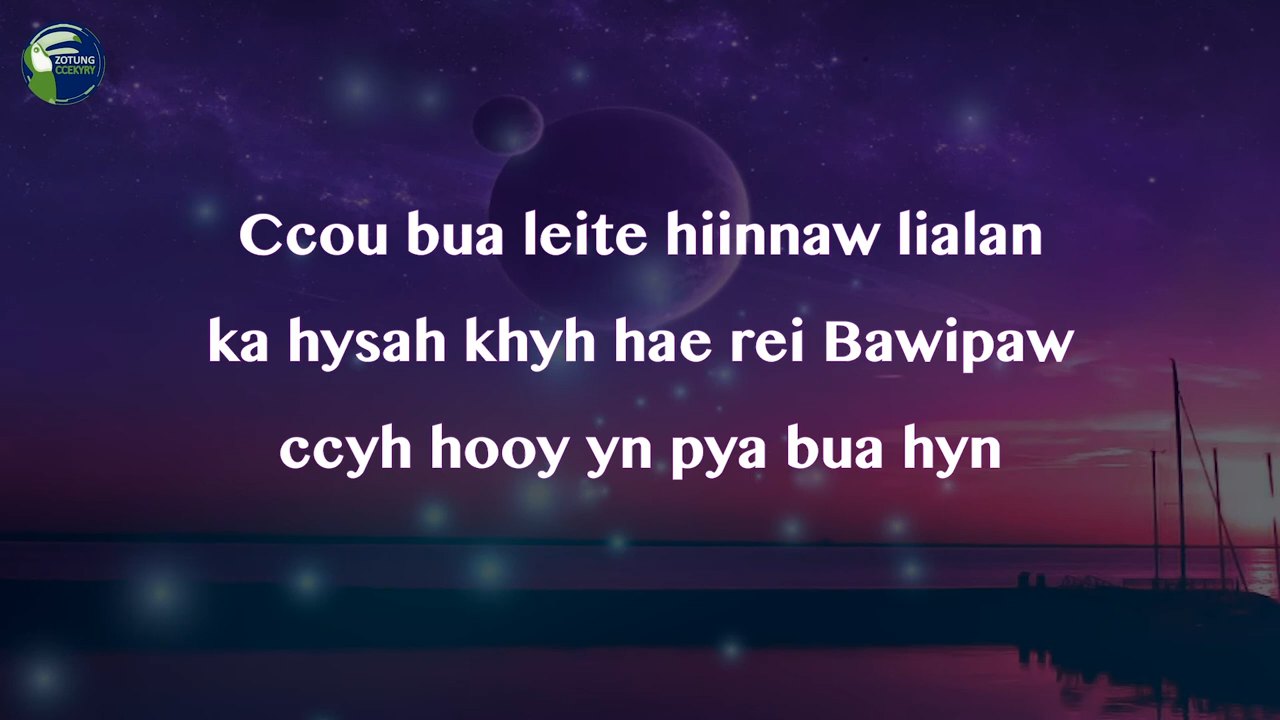 ZOTUNG
CCEKYRY
Ccou bua leite hiinnaw lialan
ka hysah khyh hae rei Bawipaw
ccyh hooy yn pya bua hyn